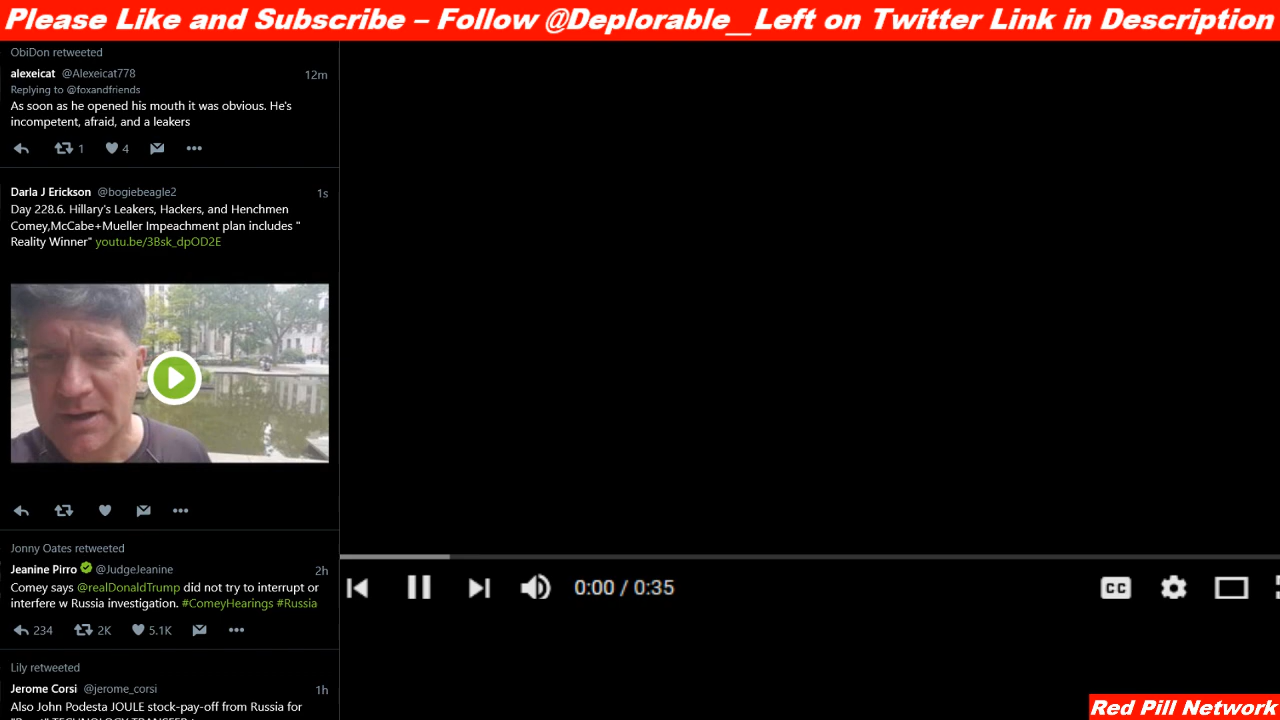 Please Like and Subscribe – Follow @Deplorable__Left on Twitter Link in Description
ObiDon retweeted
alexeicat @Alexeicat778 12m
Replying to @foxandfriends
As soon as he opened his mouth it was obvious. He's
incompetent, afraid, and a leakers
1 4
Darla J Erickson @bogiebeagle2 1s
Day 228.6. Hillary's Leakers, Hackers, and Henchmen
Comey,McCabe+Mueller Impeachment plan includes "
Reality Winner" youtu.be/3Bsk_dpOD2E
Jonny Oates retweeted
Jeanine Pirro @JudgeJeanine 2h
Comey says @realDonaldTrump did not try to interrupt or
interfere w Russia investigation. #ComeyHearings #Russia
234 2K 5.1K
Lily retweeted
Jerome Corsi @jerome_corsi 1h
Also John Podesta JOULE stock-pay-off from Russia for
0:00 / 0:35
CC
Red Pill Network